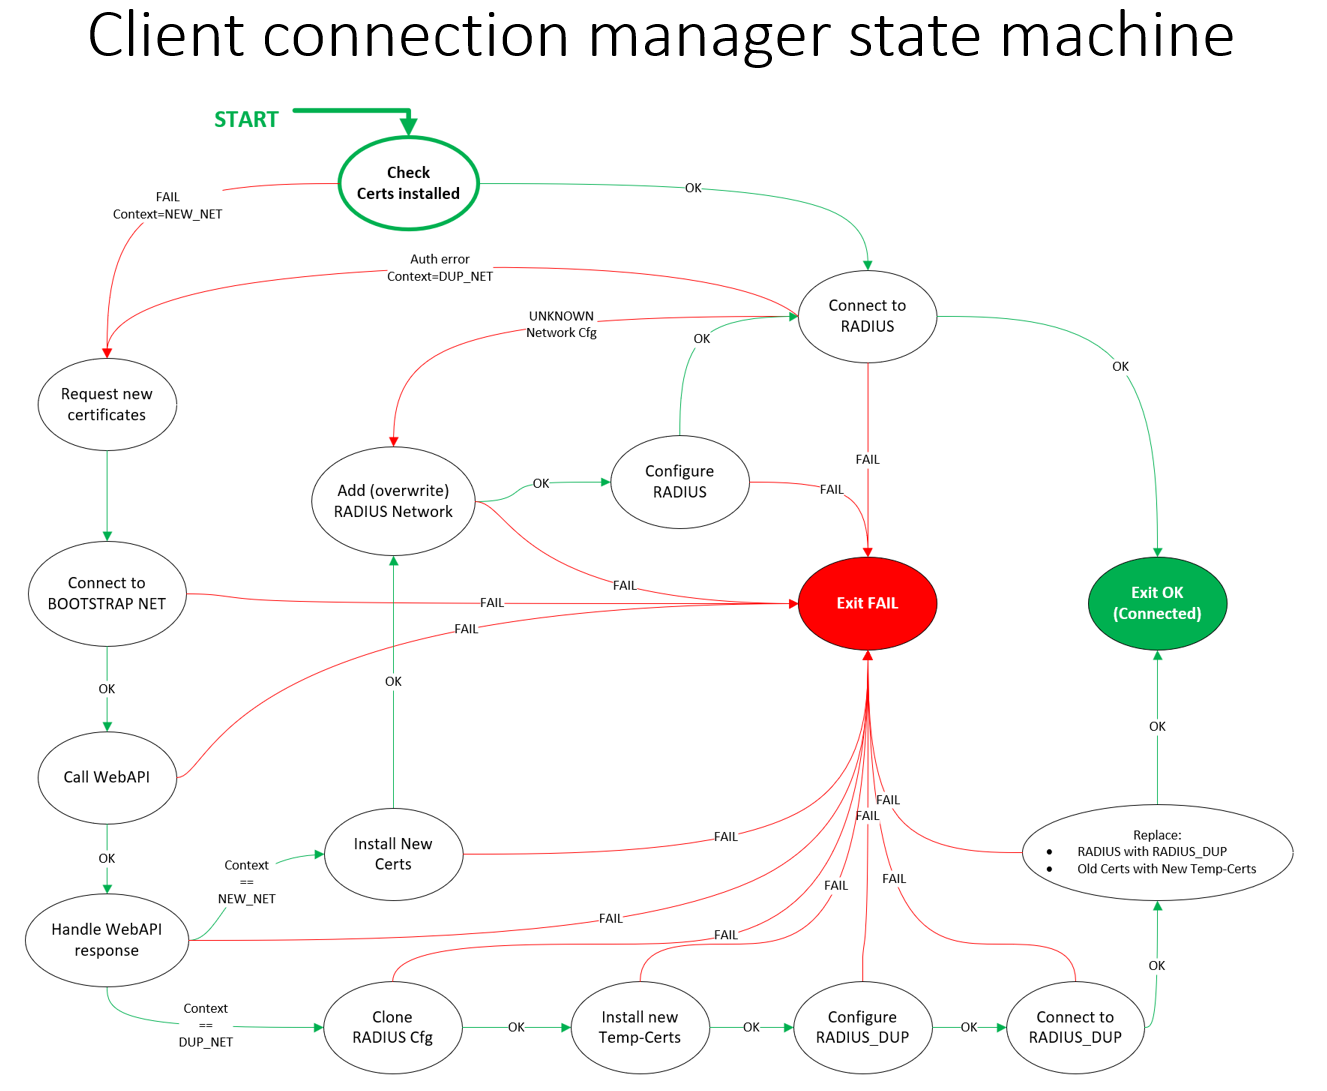 Client connection manager state machine
START
Check
Certs installed
OK
FAIL
Context=NEW_NET
Auth error
Context=DUP_NET
Connect to
RADIUS
UNKNOWN
Network Cfg
OK
OK
Request new
certificates
Add (overwrite)
RADIUS Network
OK
Configure
RADIUS
FAIL
FAIL
Connect to
BOOTSTRAP NET
FAIL
FAIL
FAIL
Exit FAIL
Exit OK
(Connected)
OK
OK
OK
Call WebAPI
FAIL
FAIL
Install New
Certs
FAIL
Replace:
• RADIUS with RADIUS_DUP
• Old Certs with New Temp-Certs
OK
Context
==
NEW_NET
FAIL
FAIL
Handle WebAPI
response
FAIL
FAIL
OK
Context
==
DUP_NET
Clone
RADIUS Cfg
OK
Install new
Temp-Certs
OK
Configure
RADIUS_DUP
OK
Connect to
RADIUS_DUP